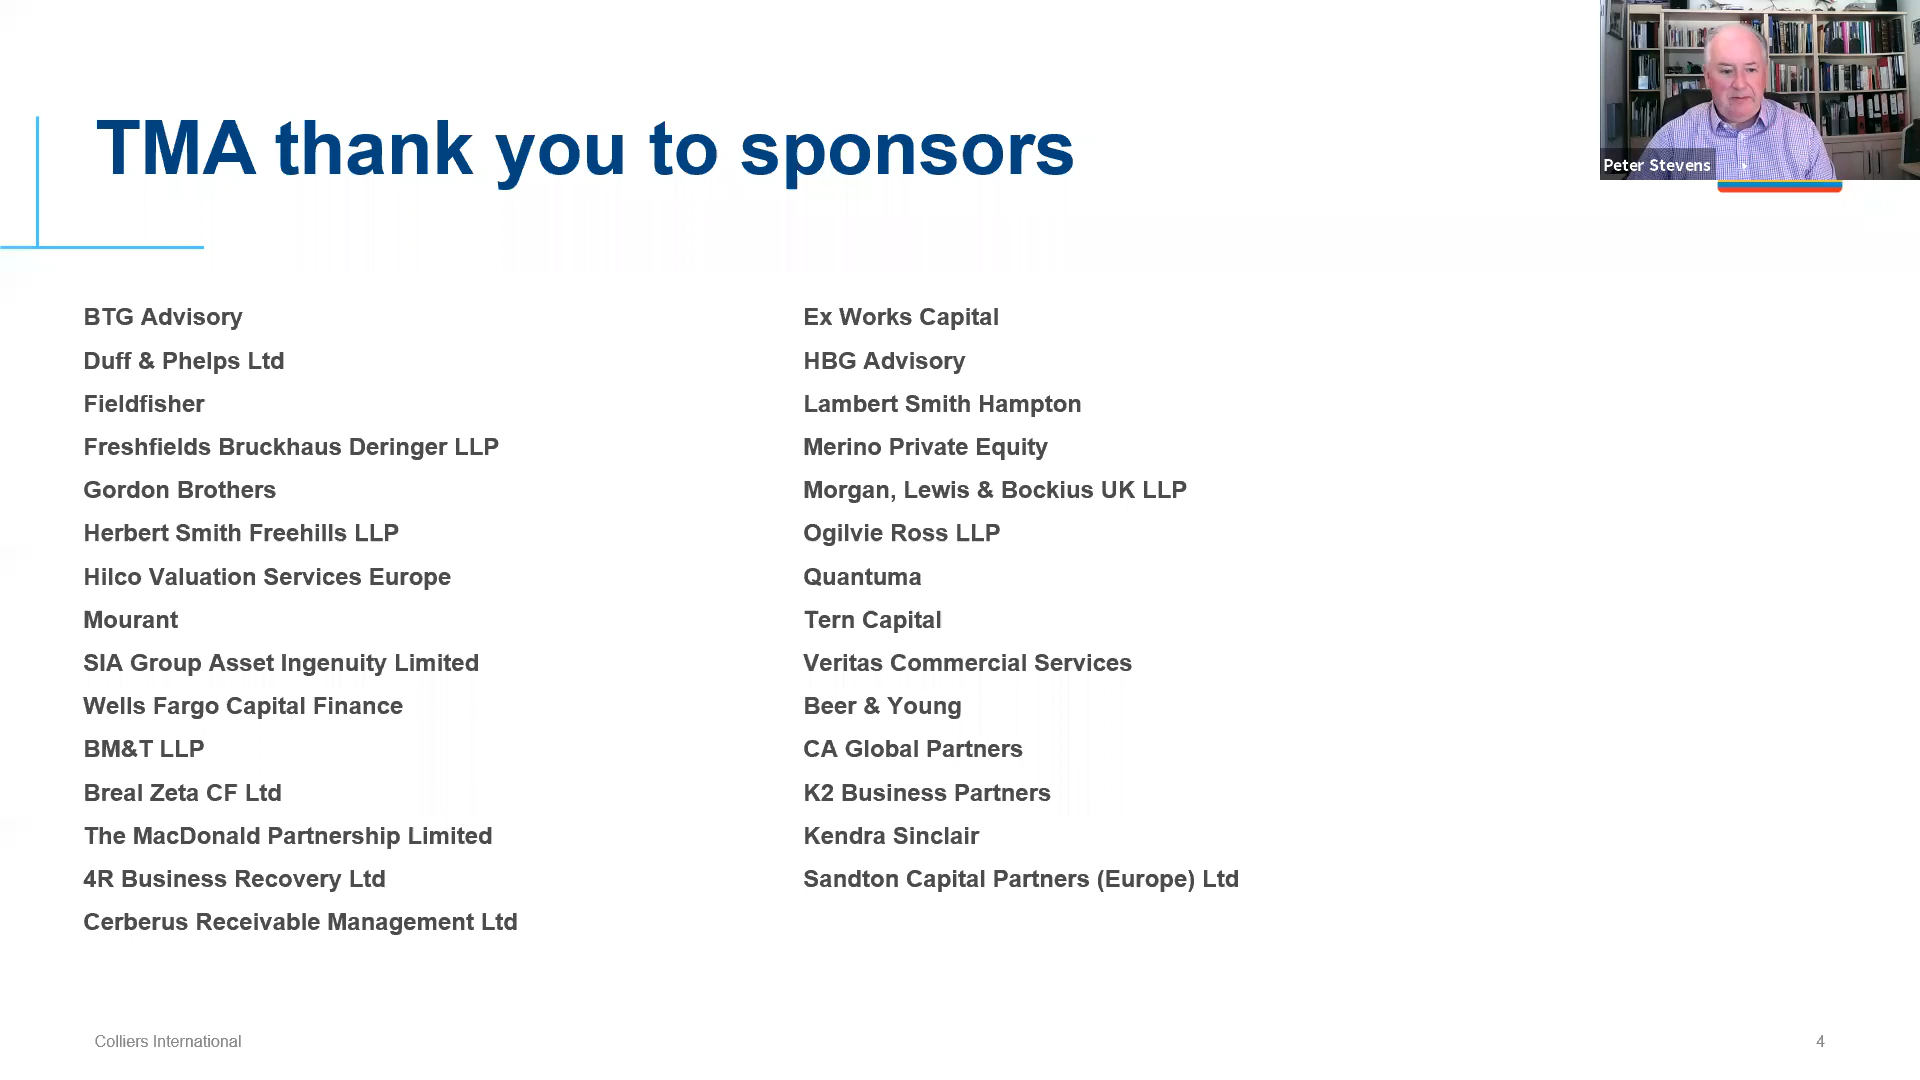 TMA thank you to sponsors
Peter Stevens
BTG Advisory
Duff & Phelps Ltd
Fieldfisher
Freshfields Bruckhaus Deringer LLP
Gordon Brothers
Herbert Smith Freehills LLP
Hilco Valuation Services Europe
Mourant
SIA Group Asset Ingenuity Limited
Wells Fargo Capital Finance
BM&T LLP
Breal Zeta CF Ltd
The MacDonald Partnership Limited
4R Business Recovery Ltd
Cerberus Receivable Management Ltd
Ex Works Capital
HBG Advisory
Lambert Smith Hampton
Merino Private Equity
Morgan, Lewis & Bockius UK LLP
Ogilvie Ross LLP
Quantuma
Tern Capital
Veritas Commercial Services
Beer & Young
CA Global Partners
K2 Business Partners
Kendra Sinclair
Sandton Capital Partners (Europe) Ltd
Colliers International
4